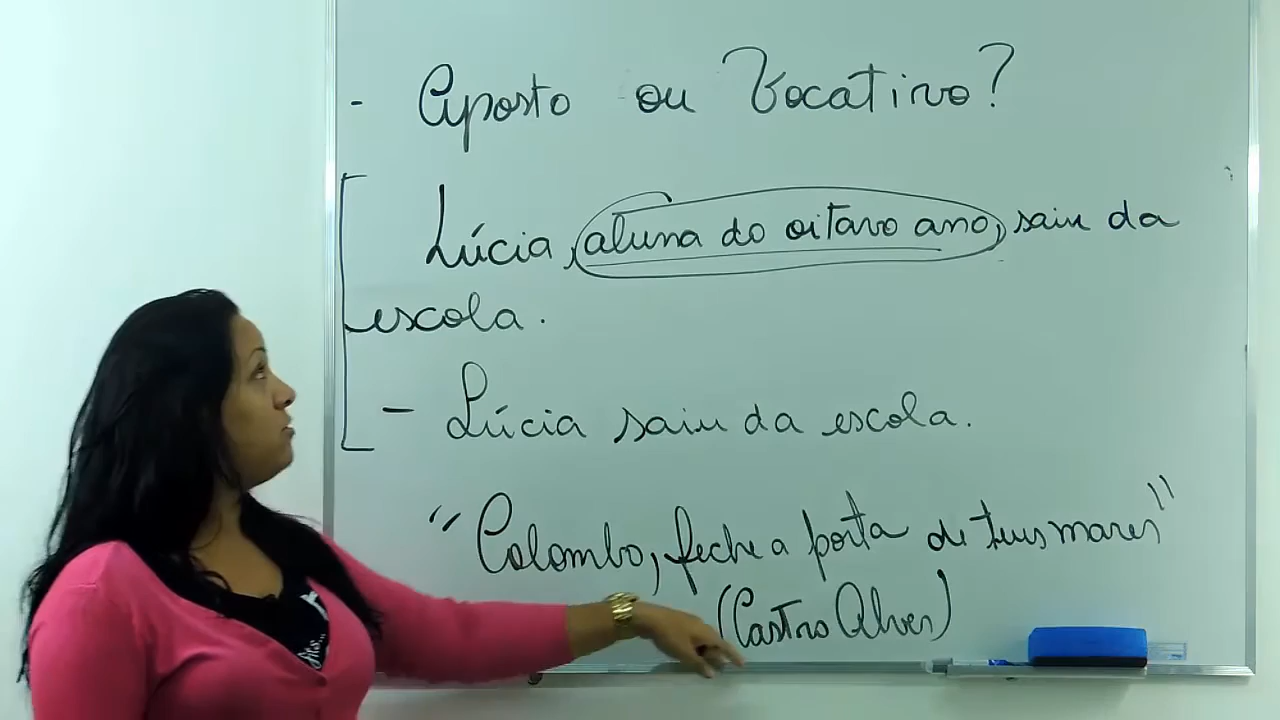 - Aposto ou Vocativo?
Lúcia, aluna do oitavo ano, saiu da
escola.
- Lúcia saiu da escola.
"Colombo, feche a porta de teus mares"
(Castro Alves)